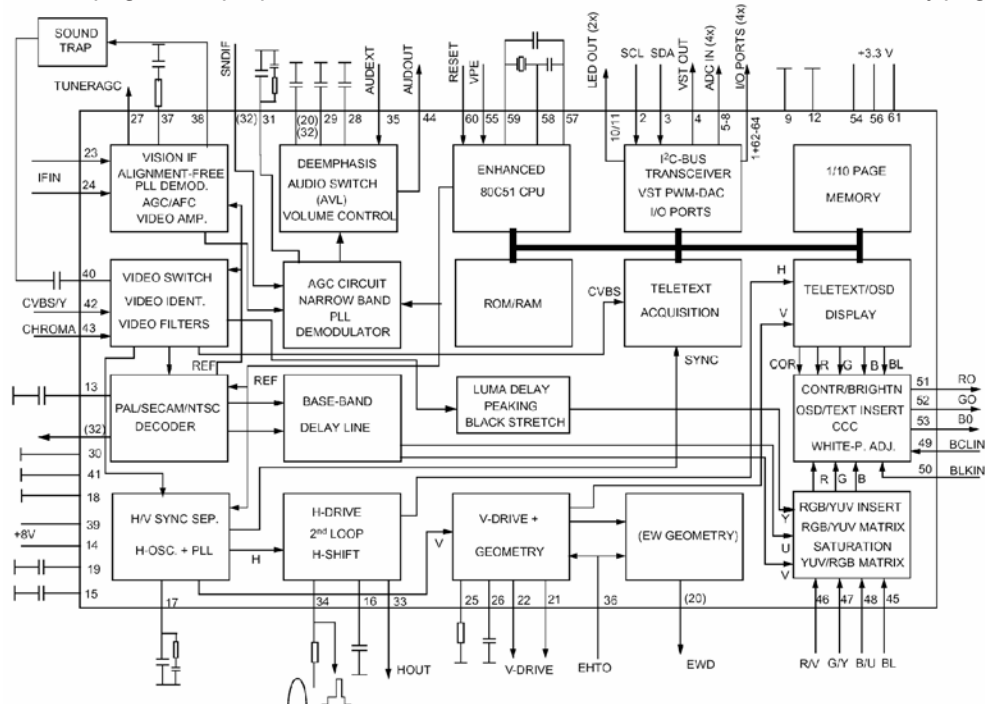 SOUND
TRAP
TUNERAGC
SNDIF
AUDEXT
AUDOUT
RESET
VPE
LED OUT (2x)
SCL SDA
VST OUT
ADC IN (4x)
I/O PORTS (4x)
+3.3 V
27 37 38 (32) 31 (20) 29 28 35 44 60 55 59 58 57 10/11 2 3 4 5-8 1+62-64 9 12 54 56 61
(32)
23
IFIN
24
VISION IF
ALIGNMENT-FREE
PLL DEMOD.
AGC/AFC
VIDEO AMP.
DEEMPHASIS
AUDIO SWITCH
(AVL)
VOLUME CONTROL
ENHANCED
80C51 CPU
I²C-BUS
TRANSCEIVER
VST PWM-DAC
I/O PORTS
1/10 PAGE
MEMORY
40
CVBS/Y 42
CHROMA 43
VIDEO SWITCH
VIDEO IDENT.
VIDEO FILTERS
AGC CIRCUIT
NARROW BAND
PLL
DEMODULATOR
ROM/RAM
CVBS
TELETEXT
ACQUISITION
SYNC
H
V
TELETEXT/OSD
DISPLAY
REF
REF
COR R G B BL
13
(32)
30
41
18
39
+8V
14
19
15
PAL/SECAM/NTSC
DECODER
BASE-BAND
DELAY LINE
LUMA DELAY
PEAKING
BLACK STRETCH
CONTR/BRIGHTN
OSD/TEXT INSERT
CCC
WHITE-P. ADJ.
51 RO
52 GO
53 B0
49 BCLIN
50 BLKIN
R G B
H/V SYNC SEP.
H-OSC. + PLL
H
H-DRIVE
2nd LOOP
H-SHIFT
V
V-DRIVE +
GEOMETRY
(EW GEOMETRY)
Y
U
V
RGB/YUV INSERT
RGB/YUV MATRIX
SATURATION
YUV/RGB MATRIX
17 34 16 33 25 26 22 21 36 (20) 46 47 48 45
HOUT
V-DRIVE
EHTO
EWD
R/V G/Y B/U BL